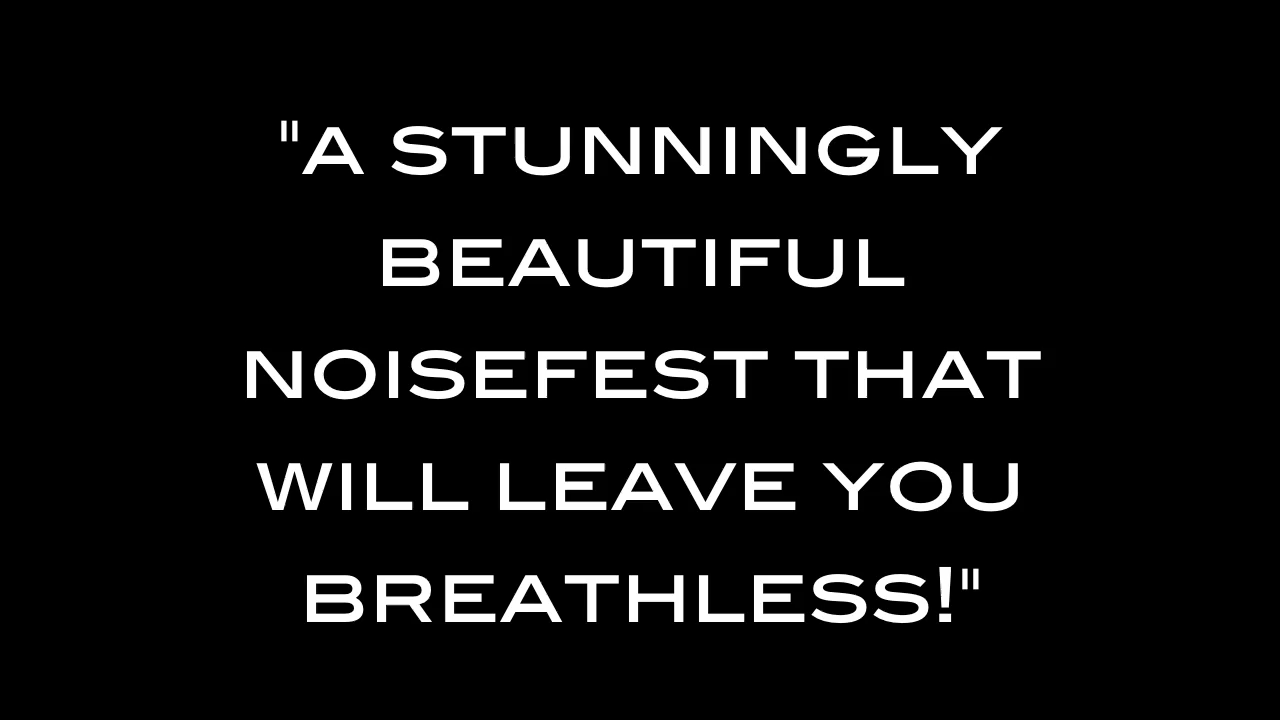 "A STUNNINGLY
BEAUTIFUL
NOISEFEST THAT
WILL LEAVE YOU
BREATHLESS!"